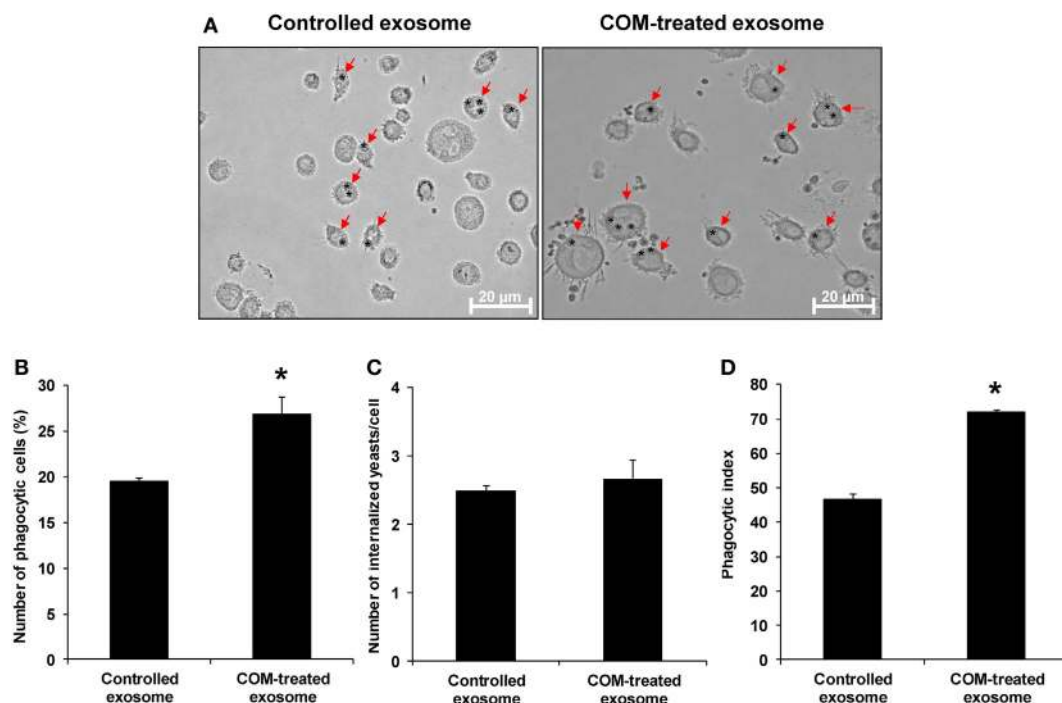 A
Controlled exosome
COM-treated exosome
20 µm
20 µm
B
Number of phagocytic cells (%)
30
25
20
15
10
5
0
Controlled
exosome
COM-treated
exosome
*
C
Number of internalized yeasts/cell
4
3
2
1
0
Controlled
exosome
COM-treated
exosome
D
Phagocytic index
80
70
60
50
40
30
20
10
0
Controlled
exosome
COM-treated
exosome
*